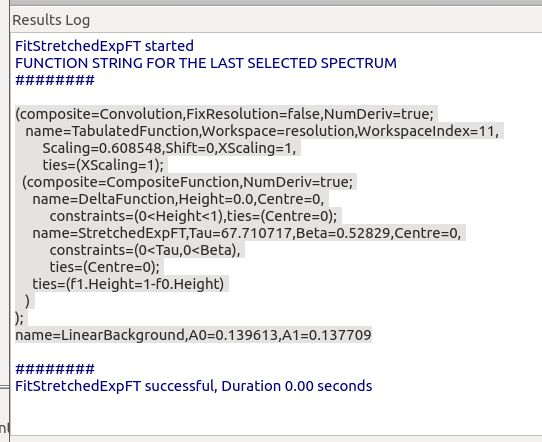 Results Log
FitStretchedExpFT started
FUNCTION STRING FOR THE LAST SELECTED SPECTRUM
########
(composite=Convolution,FixResolution=false,NumDeriv=true;
name=TabulatedFunction,Workspace=resolution,WorkspaceIndex=11,
Scaling=0.608548,Shift=0,XScaling=1,
ties=(XScaling=1);
(composite=CompositeFunction,NumDeriv=true;
name=DeltaFunction,Height=0.0,Centre=0,
constraints=(0<Height<1),ties=(Centre=0);
name=StretchedExpFT,Tau=67.710717,Beta=0.52829,Centre=0,
constraints=(0<Tau,0<Beta),
ties=(Centre=0);
ties=(f1.Height=1-f0.Height)
)
);
name=LinearBackground,A0=0.139613,A1=0.137709
########
FitStretchedExpFT successful, Duration 0.00 seconds